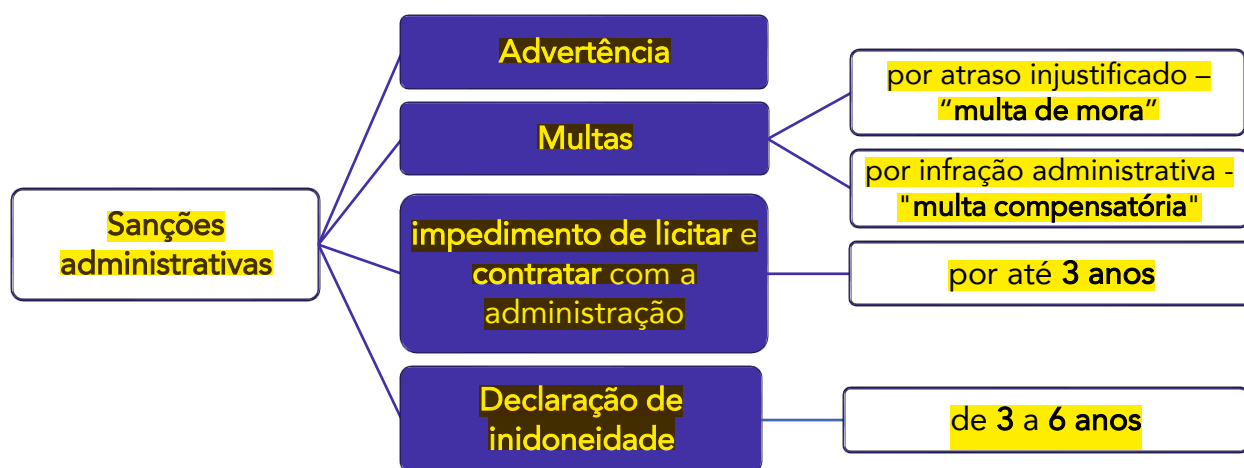 Sanções
administrativas
Advertência
Multas
por atraso injustificado –
“multa de mora”
por infração administrativa -
"multa compensatória"
impedimento de licitar e
contratar com a
administração
por até 3 anos
Declaração de
inidoneidade
de 3 a 6 anos